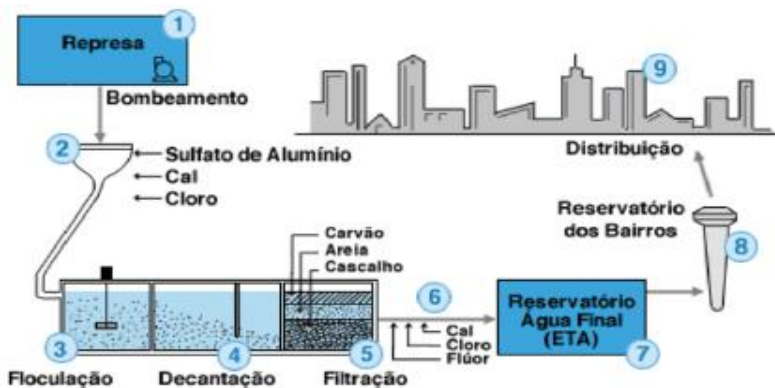 1
Represa
Bombeamento
2
Sulfato de Alumínio
Cal
Cloro
Carvão
Areia
Cascalho
3
Floculação
4
Decantação
5
Filtração
6
Cal
Cloro
Flúor
Reservatório
Água Final
(ETA)
7
Reservatório
dos Bairros
8
Distribuição
9